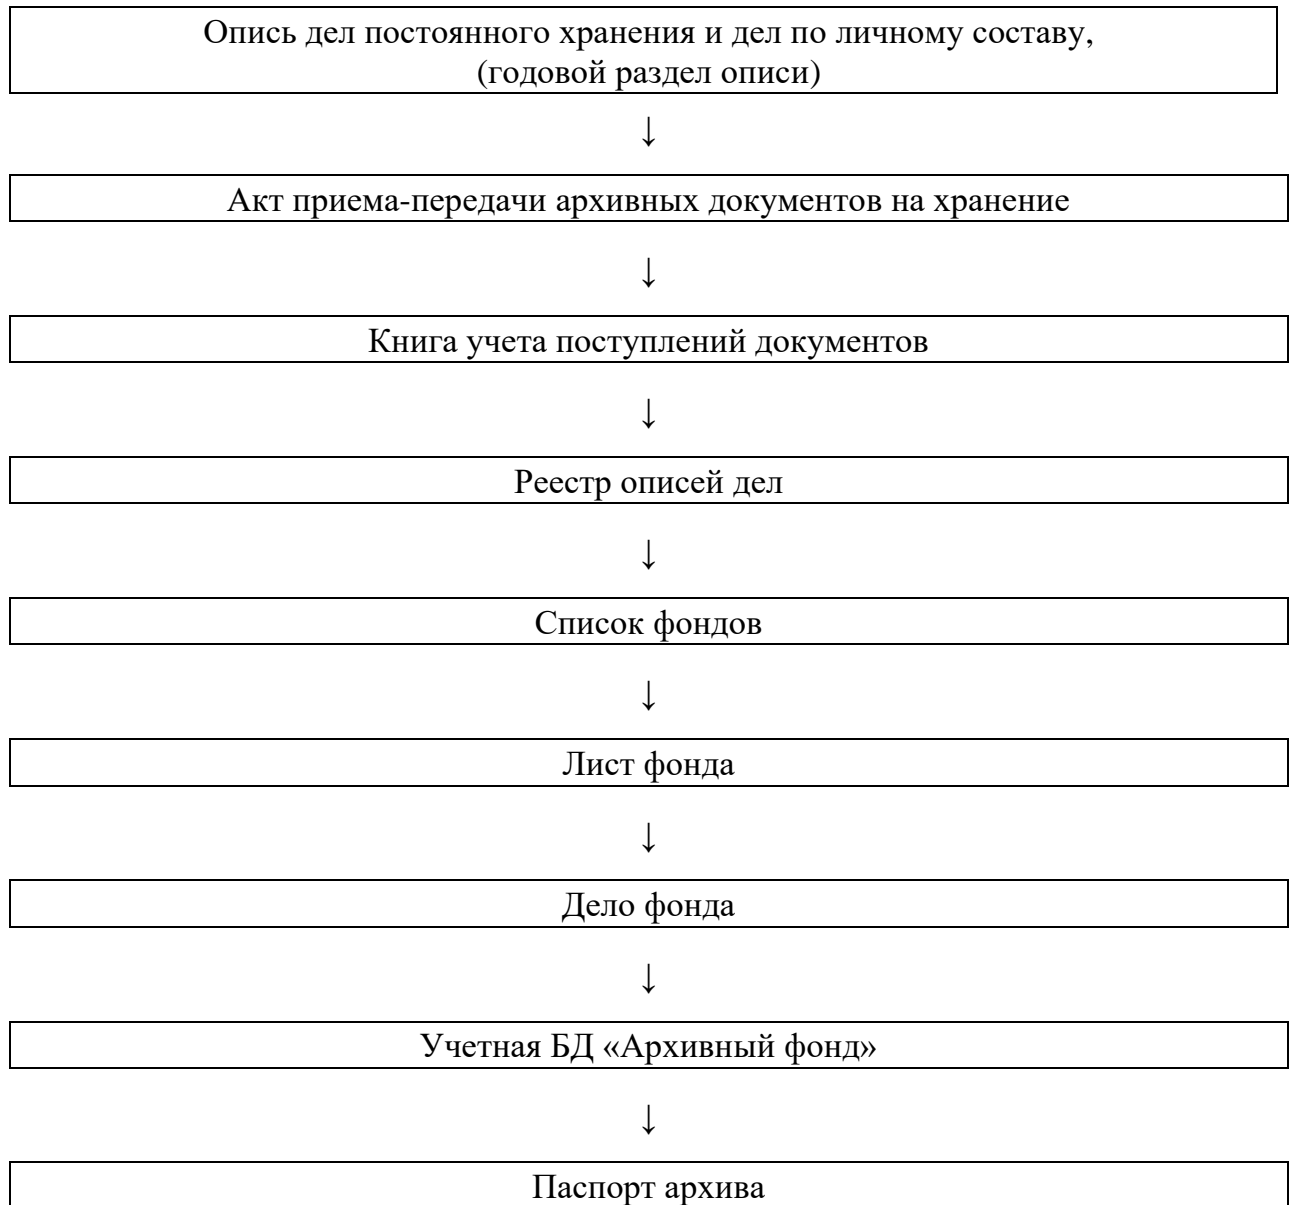 Опись дел постоянного хранения и дел по личному составу,
(годовой раздел описи)
↓
Акт приема-передачи архивных документов на хранение
↓
Книга учета поступлений документов
↓
Реестр описей дел
↓
Список фондов
↓
Лист фонда
↓
Дело фонда
↓
Учетная БД «Архивный фонд»
↓
Паспорт архива